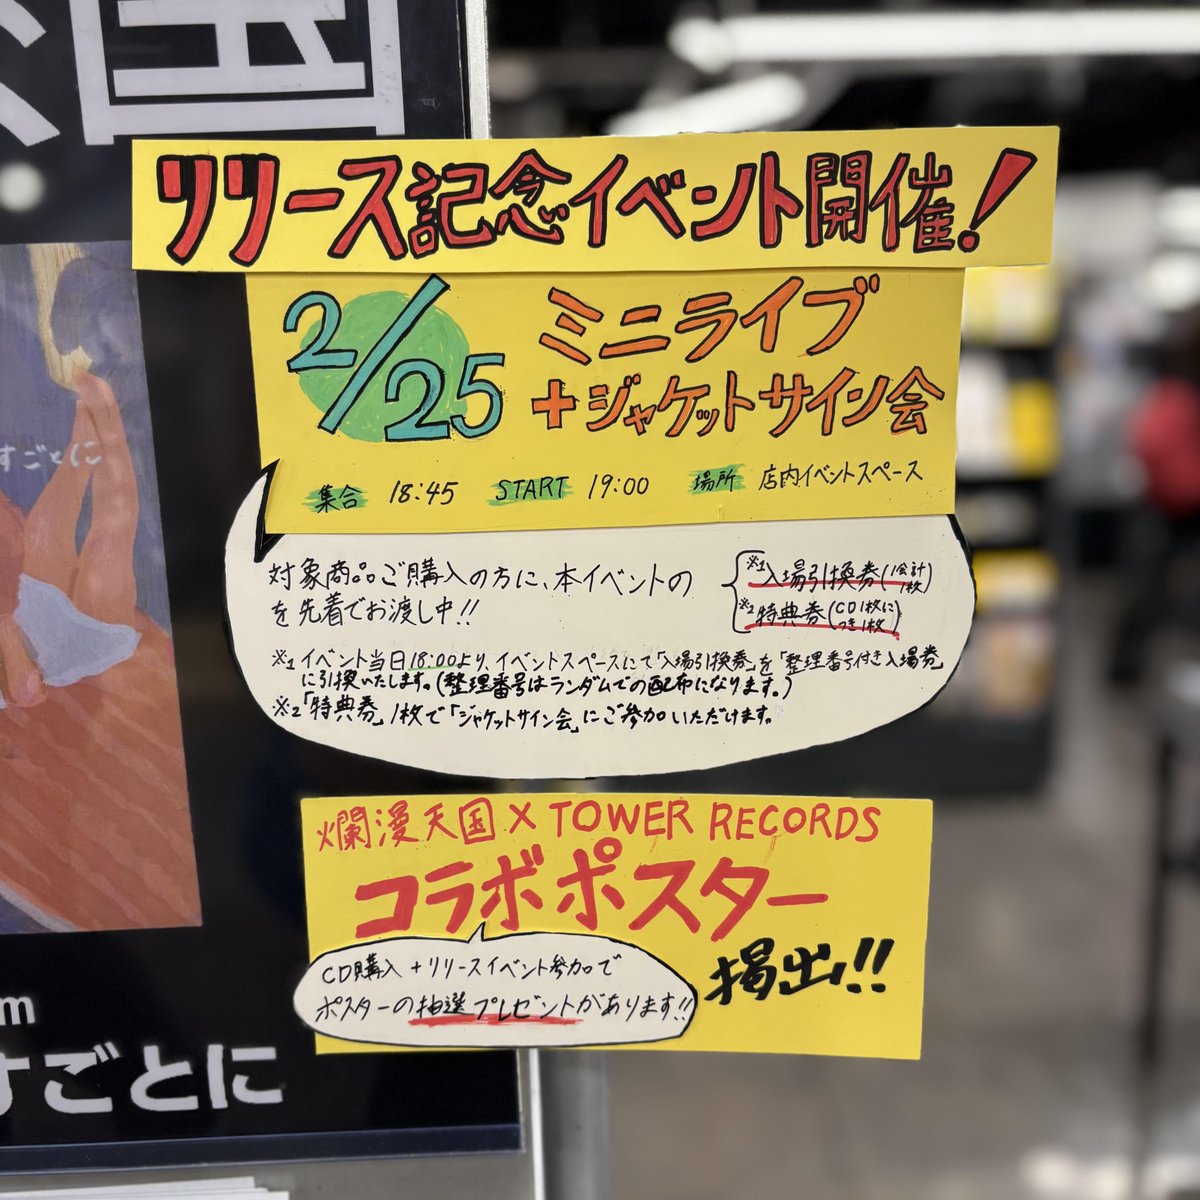 国
リリース記念イベント開催!
2/25
ミニライブ
+ジャケットサイン会
集合 18:45 START 19:00 場所 店内イベントスペース
対象商品ご購入の方に、本イベントの
を先着でお渡し中!!
※1入場引換券(1会計1枚)
※2特典券(CD1枚につき1枚)
※1イベント当日18:00より、イベントスペースにて「入場引換券」を「整理番号付き入場券」
に引換いたします。(整理番号はランダムでの配布になります。)
※2「特典券」1枚で「ジャケットサイン会」にご参加いただけます。
爛漫天国×TOWER RECORDS
コラボポスター
掲出!!
CD購入+リリースイベント参加で
ポスターの抽選プレゼントがあります!!
すごとに
m
すごとに